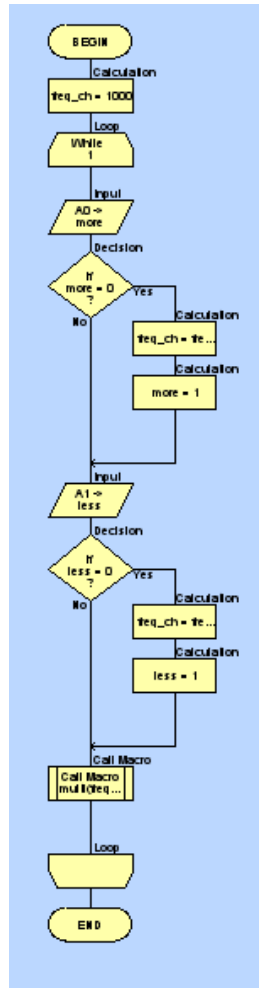 BEGIN
Calculation
freq_ch = 1000
Loop
While
1
Input
A0 ->
more
Decision
If
more = 0
?
Yes
No
Calculation
freq_ch = fre...
Calculation
more = 1
Input
A1 ->
less
Decision
If
less = 0
?
Yes
No
Calculation
freq_ch = fre...
Calculation
less = 1
Call Macro
Call Macro
Loop
END